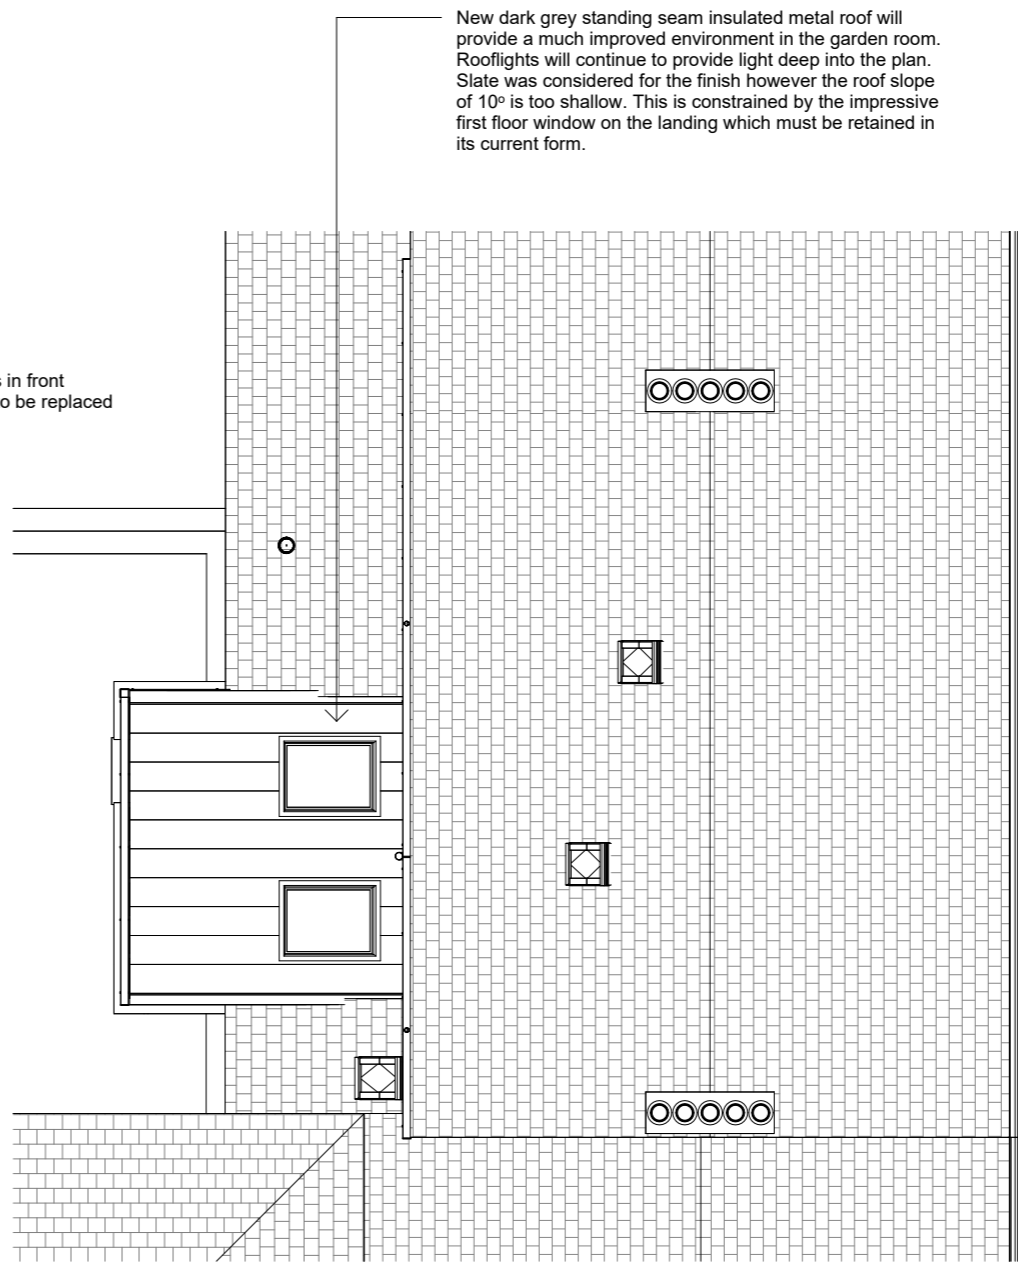 New dark grey standing seam insulated metal roof will
provide a much improved environment in the garden room.
Rooflights will continue to provide light deep into the plan.
Slate was considered for the finish however the roof slope
of 10º is too shallow. This is constrained by the impressive
first floor window on the landing which must be retained in
its current form.
in front
be replaced